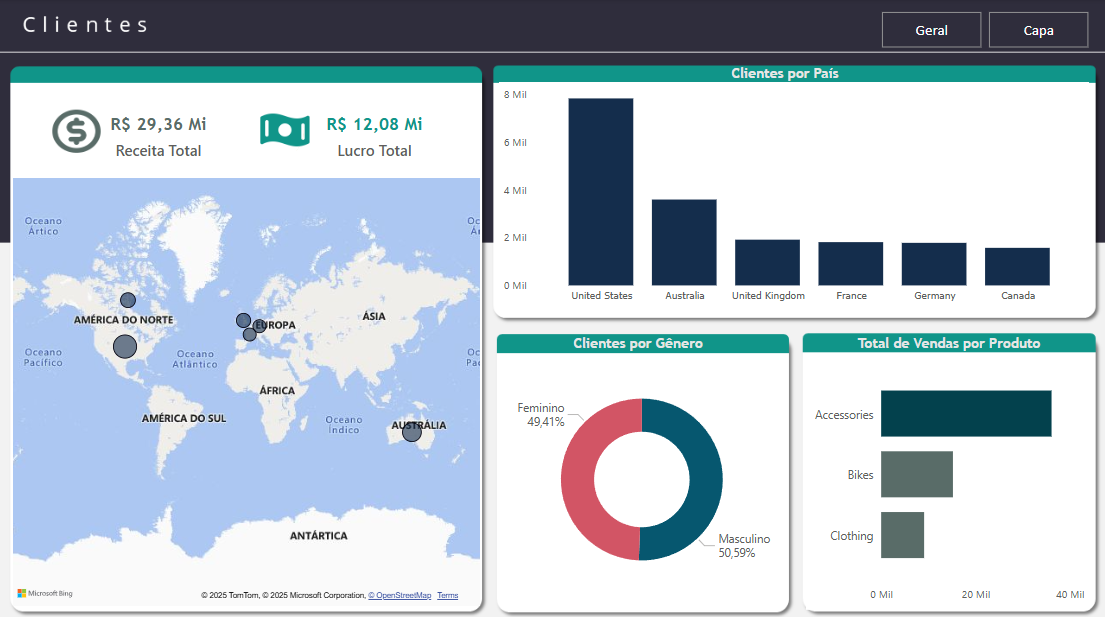 Clientes
Geral
Capa
R$ 29,36 Mi
Receita Total
R$ 12,08 Mi
Lucro Total
Oceano
Ártico
AMÉRICA DO NORTE
EUROPA
ÁSIA
Oceano
Pacífico
Oceano
Atlântico
ÁFRICA
AMÉRICA DO SUL
Oceano
Índico
AUSTRÁLIA
ANTÁRTICA
Oc
Ár
Oc
Pac
Microsoft Bing
© 2025 TomTom, © 2025 Microsoft Corporation, © OpenStreetMap Terms
Clientes por País
8 Mil
6 Mil
4 Mil
2 Mil
0 Mil
United States
Australia
United Kingdom
France
Germany
Canada
Clientes por Gênero
Feminino
49,41%
Masculino
50,59%
Total de Vendas por Produto
Accessories
Bikes
Clothing
0 Mil
20 Mil
40 Mil